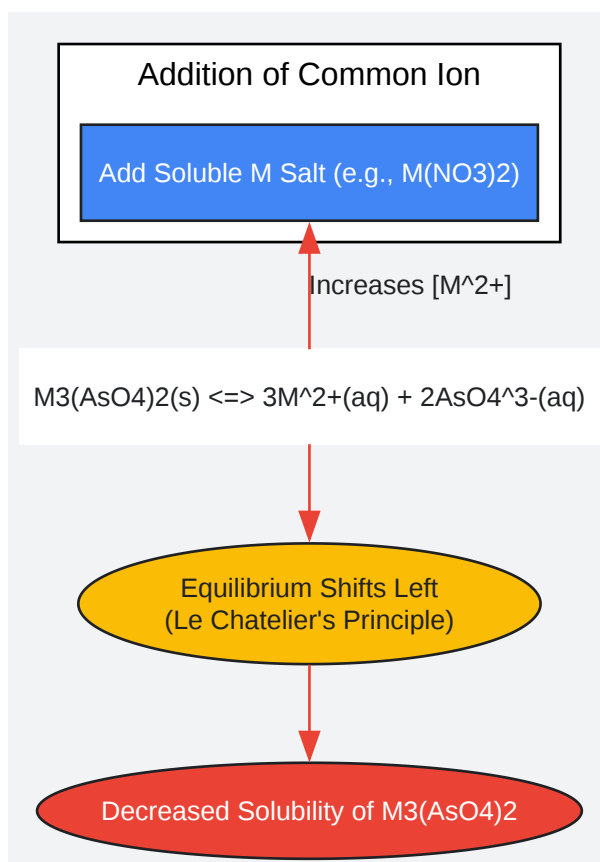 Addition of Common Ion
Add Soluble M Salt (e.g., M(NO3)2)
Increases [M^2+]
M3(AsO4)2(s) <=> 3M^2+(aq) + 2AsO4^3-(aq)
Equilibrium Shifts Left
(Le Chatelier's Principle)
Decreased Solubility of M3(AsO4)2